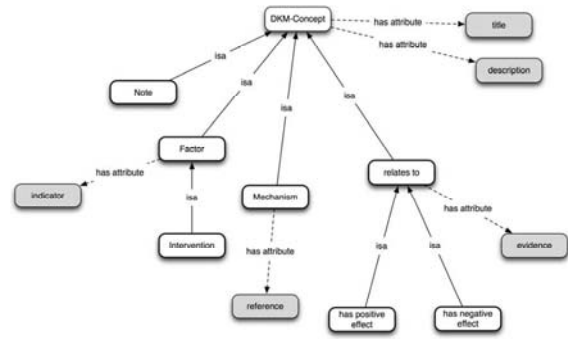 DKM-Concept
has attribute
title
has attribute
description
isa
isa
isa
isa
Note
Factor
has attribute
indicator
isa
Intervention
Mechanism
has attribute
reference
relates to
has attribute
evidence
isa
isa
has positive
effect
has negative
effect